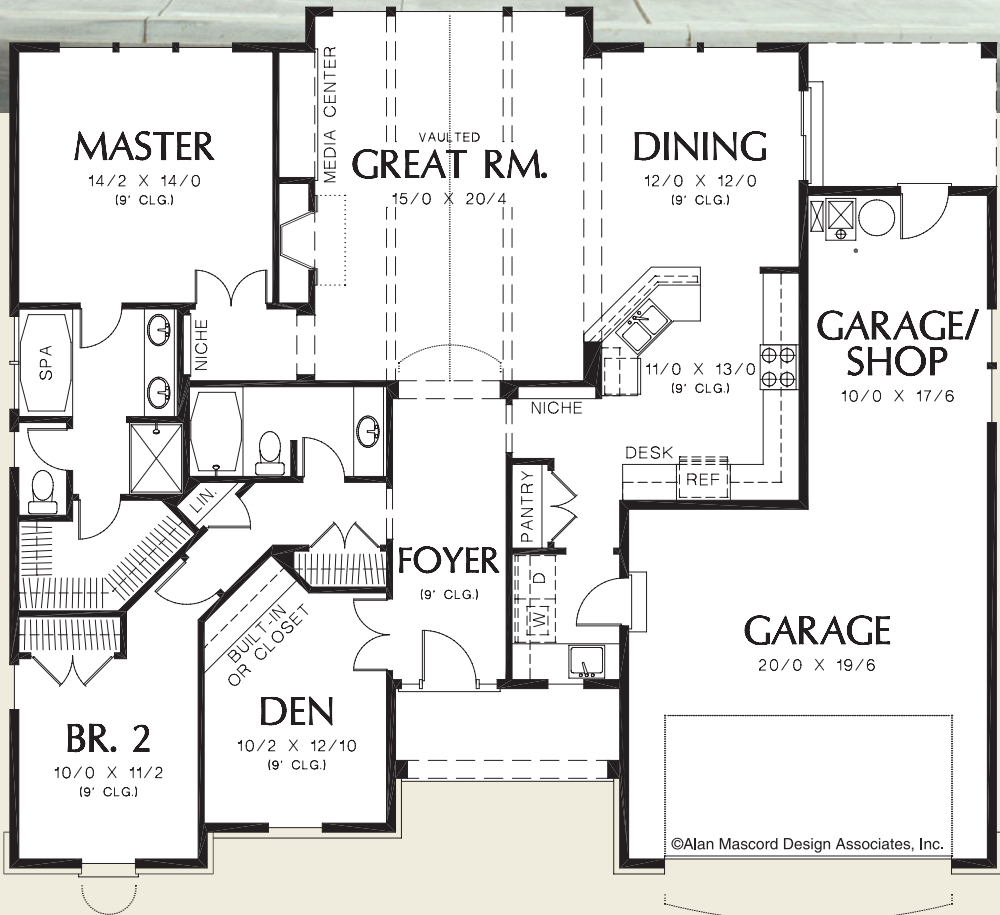 MASTER
14/2 X 14/0
(9' CLG.)
MEDIA CENTER
VAULTED
GREAT RM.
15/0 X 20/4
DINING
12/0 X 12/0
(9' CLG.)
GARAGE/
SHOP
10/0 X 17/6
SPA
NICHE
11/0 X 13/0
(9' CLG.)
NICHE
DESK
REF
PANTRY
LIN.
FOYER
(9' CLG.)
D
W
BUILT-IN
OR CLOSET
GARAGE
20/0 X 19/6
DEN
10/2 X 12/10
(9' CLG.)
BR. 2
10/0 X 11/2
(9' CLG.)
©Alan Mascord Design Associates, Inc.